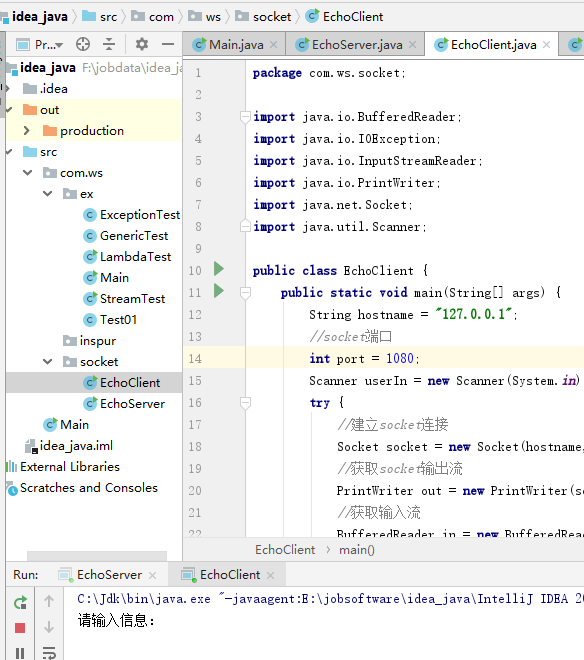 idea_java src com ws socket EchoClient
Pr... Main.java EchoServer.java EchoClient.java
idea_java F:\jobdata\idea_ja
.idea
out
production
src
com.ws
ex
ExceptionTest
GenericTest
LambdaTest
Main
StreamTest
Test01
inspur
socket
EchoClient
EchoServer
Main
idea_java.iml
External Libraries
Scratches and Consoles
1 package com.ws.socket;
2
3 import java.io.BufferedReader;
4 import java.io.IOException;
5 import java.io.InputStreamReader;
6 import java.io.PrintWriter;
7 import java.net.Socket;
8 import java.util.Scanner;
9
10 public class EchoClient {
11 public static void main(String[] args) {
12 String hostname = "127.0.0.1";
13 //socket端口
14 int port = 1080;
15 Scanner userIn = new Scanner(System.in)
16 try {
17 //建立socket连接
18 Socket socket = new Socket(hostname,
19 //获取socket输出流
20 PrintWriter out = new PrintWriter(so
21 //获取输入流
22 BufferedReader in = new BufferedRead
EchoClient main()
Run: EchoServer EchoClient
C:\Jdk\bin\java.exe "-javaagent:E:\jobsoftware\idea_java\IntelliJ IDEA 20
请输入信息: